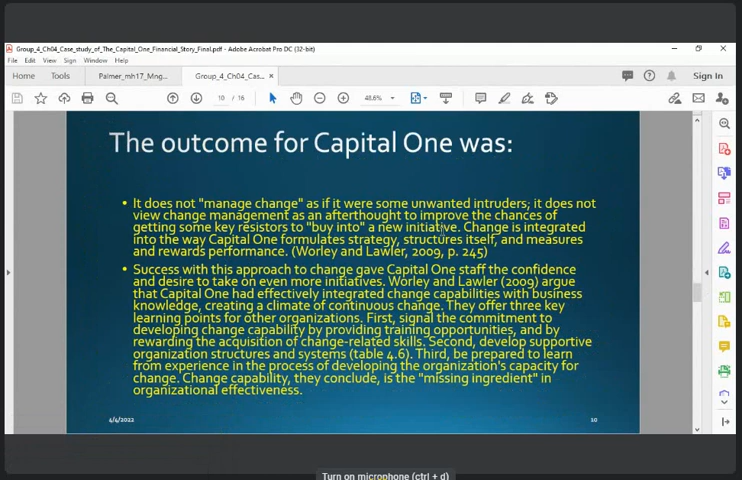 Group_4_Ch04_Case_study_of_The_Capital_One_Financial_Story_Final.pdf - Adobe Acrobat Pro DC (32-bit)
File Edit View Sign Window Help
Home Tools Palmer_mh17_Mng... Group_4_Ch04_Cas... × Sign In
10 / 16 48.6%
The outcome for Capital One was:
• It does not "manage change" as if it were some unwanted intruders; it does not
view change management as an afterthought to improve the chances of
getting some key resistors to "buy into" a new initiative. Change is integrated
into the way Capital One formulates strategy, structures itself, and measures
and rewards performance. (Worley and Lawler, 2009, p. 245)
• Success with this approach to change gave Capital One staff the confidence
and desire to take on even more initiatives. Worley and Lawler (2009) argue
that Capital One had effectively integrated change capabilities with business
knowledge, creating a climate of continuous change. They offer three key
learning points for other organizations. First, signal the commitment to
developing change capability by providing training opportunities, and by
rewarding the acquisition of change-related skills. Second, develop supportive
organization structures and systems (table 4.6). Third, be prepared to learn
from experience in the process of developing the organization's capacity for
change. Change capability, they conclude, is the "missing ingredient" in
organizational effectiveness.
4/4/2022 10
Turn on microphone (ctrl + d)